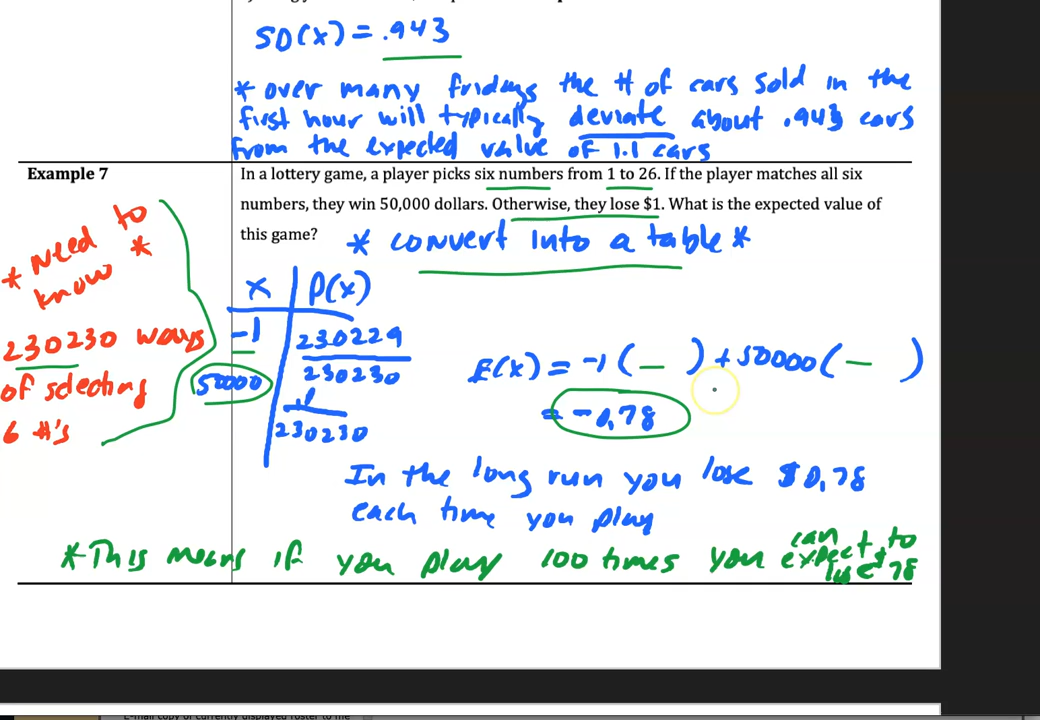 SD(x) = .943
* over many fridays the # of cars sold in the
first hour will typically deviate about .943 cars
from the expected value of 1.1 cars
Example 7
In a lottery game, a player picks six numbers from 1 to 26. If the player matches all six
numbers, they win 50,000 dollars. Otherwise, they lose $1. What is the expected value of
this game? * convert into a table *
* Need to
know *
230230 ways
of selecting
6 #'s
x P(x)
-1 230229
230230
50000 1
230230
E(x) = -1 ( — ) + 50000 ( — )
= -0.78
In the long run you lose $0.78
each time you play
* This means if you play 100 times you can expect to
lose $78